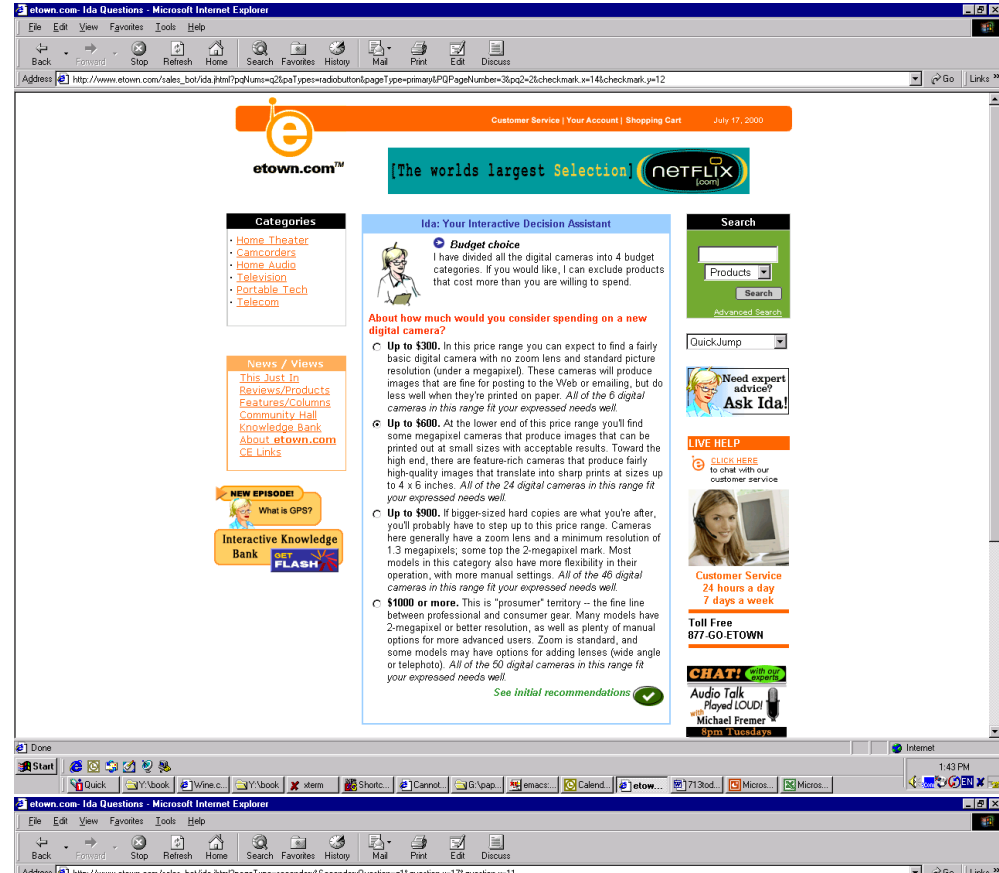 etown.com- Ida Questions - Microsoft Internet Explorer
File Edit View Favorites Tools Help
Back Forward Stop Refresh Home Search Favorites History Mail Print Edit Discuss
Address http://www.etown.com/sales_bot/ida.jhtml?pqNums=q2&paTypes=radiobutton&pageType=primary&PQPageNumber=3&pq2=2&checkmark.x=14&checkmark.y=12 Go Links »
Customer Service | Your Account | Shopping Cart July 17, 2000
e
etown.com™
[The worlds largest Selection] NETFLIX [com]
Categories
· Home Theater
· Camcorders
· Home Audio
· Television
· Portable Tech
· Telecom
News / Views
This Just In
Reviews/Products
Features/Columns
Community Hall
Knowledge Bank
About etown.com
CE Links
NEW EPISODE!
What is GPS?
Interactive Knowledge
Bank GET FLASH
Ida: Your Interactive Decision Assistant
Budget choice
I have divided all the digital cameras into 4 budget
categories. If you would like, I can exclude products
that cost more than you are willing to spend.
About how much would you consider spending on a new
digital camera?
Up to $300. In this price range you can expect to find a fairly
basic digital camera with no zoom lens and standard picture
resolution (under a megapixel). These cameras will produce
images that are fine for posting to the Web or emailing, but do
less well when they're printed on paper. All of the 6 digital
cameras in this range fit your expressed needs well.
Up to $600. At the lower end of this price range you'll find
some megapixel cameras that produce images that can be
printed out at small sizes with acceptable results. Toward the
high end, there are feature-rich cameras that produce fairly
high-quality images that translate into sharp prints at sizes up
to 4 x 6 inches. All of the 24 digital cameras in this range fit
your expressed needs well.
Up to $900. If bigger-sized hard copies are what you're after,
you'll probably have to step up to this price range. Cameras
here generally have a zoom lens and a minimum resolution of
1.3 megapixels; some top the 2-megapixel mark. Most
models in this category also have more flexibility in their
operation, with more manual settings. All of the 46 digital
cameras in this range fit your expressed needs well.
$1000 or more. This is "prosumer" territory -- the fine line
between professional and consumer gear. Many models have
2-megapixel or better resolution, as well as plenty of manual
options for more advanced users. Zoom is standard, and
some models may have options for adding lenses (wide angle
or telephoto). All of the 50 digital cameras in this range fit
your expressed needs well.
See initial recommendations
Search
Products
Search
Advanced Search
QuickJump
Need expert
advice?
Ask Ida!
LIVE HELP
CLICK HERE
to chat with our
customer service
Customer Service
24 hours a day
7 days a week
Toll Free
877-GO-ETOWN
CHAT! with our experts
Audio Talk
Played LOUD!
with
Michael Fremer
8pm Tuesdays
Done Internet
Start 1:43 PM
Quick Y:\book Wine.c... Y:\book xterm Shortc... Cannot... G:\pap... emacs:... Calend... etow... 713tod... Micros... Micros... EN
etown.com- Ida Questions - Microsoft Internet Explorer
File Edit View Favorites Tools Help
Back Forward Stop Refresh Home Search Favorites History Mail Print Edit Discuss